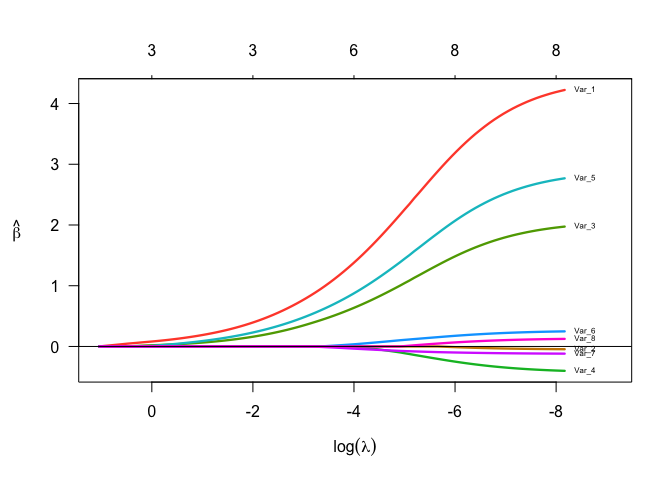 3 3 6 8 8
4
Var_1
3
Var_5
β̂
2
Var_3
1
Var_6
Var_8
0
Var_2
Var_7
Var_4
0 -2 -4 -6 -8
log(λ)